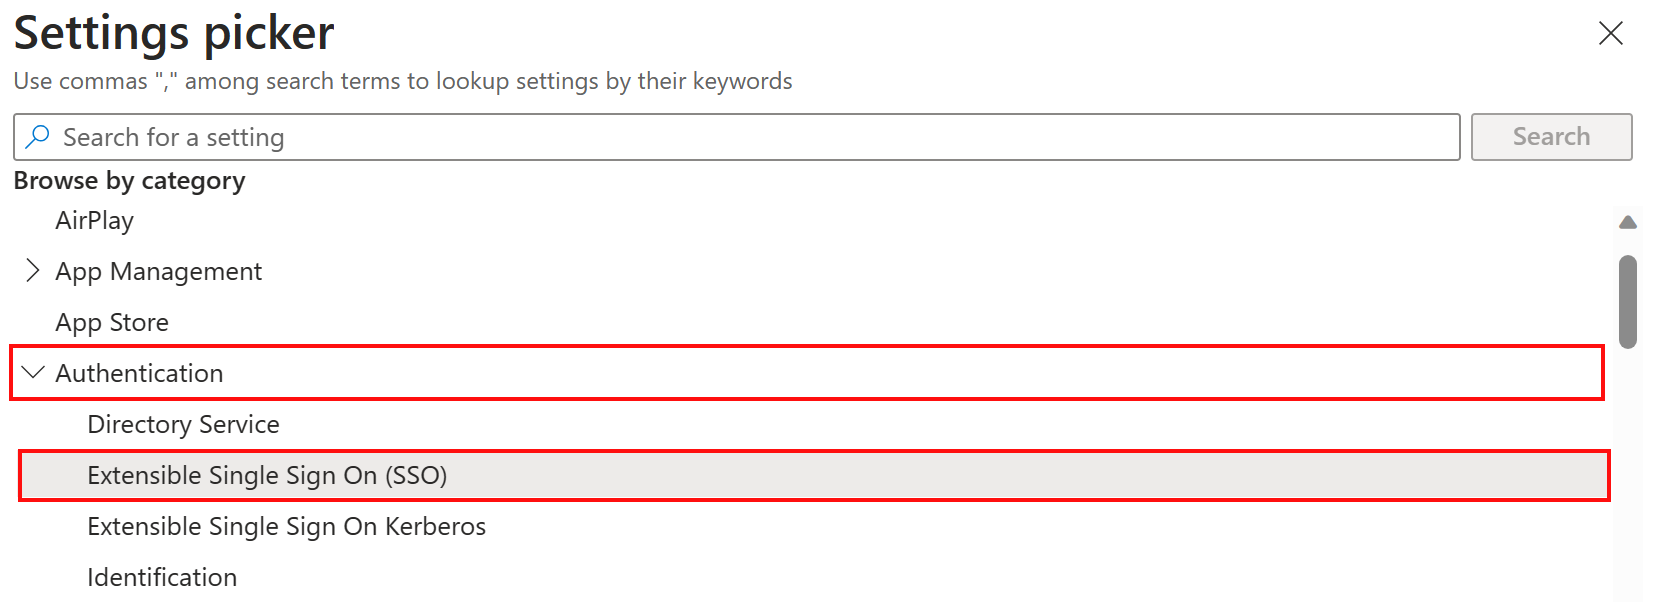 Settings picker
Use commas "," among search terms to lookup settings by their keywords
Search for a setting
Search
Browse by category
AirPlay
App Management
App Store
Authentication
Directory Service
Extensible Single Sign On (SSO)
Extensible Single Sign On Kerberos
Identification